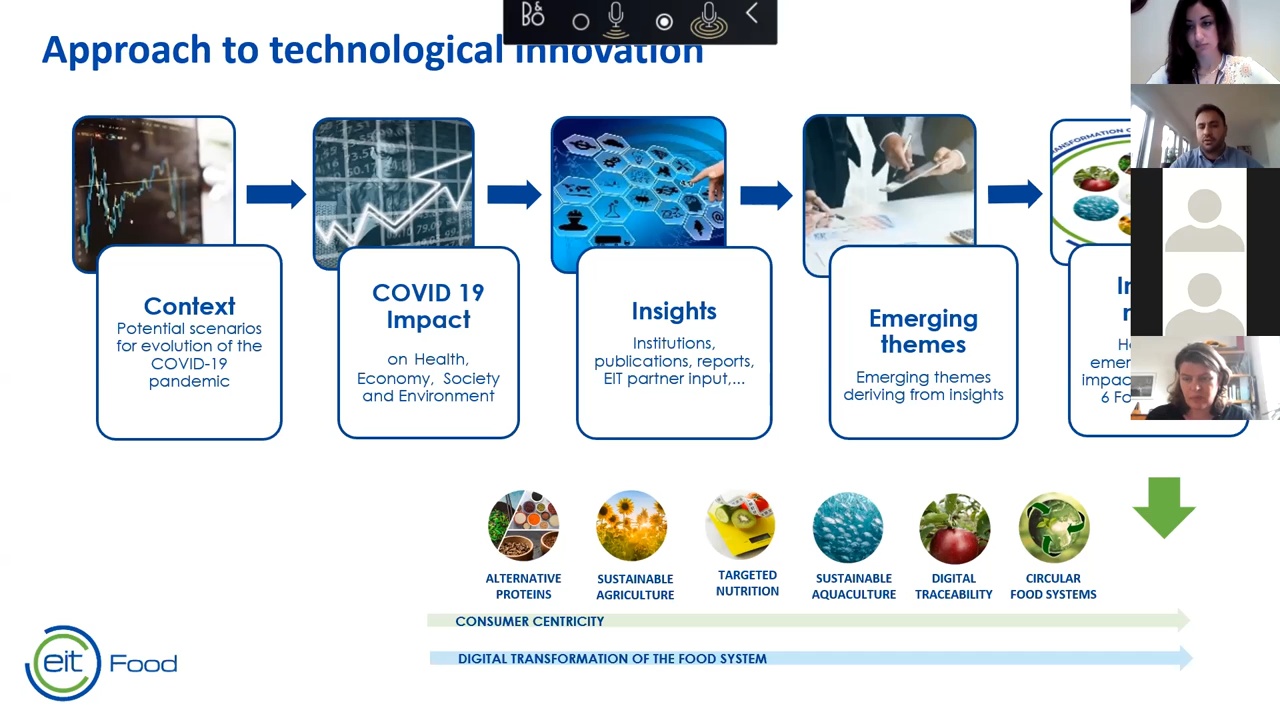 B&O
Approach to technological innovation
Context
Potential scenarios
for evolution of the
COVID-19
pandemic
COVID 19
Impact
on Health,
Economy, Society
and Environment
Insights
Institutions,
publications, reports,
EIT partner input,...
Emerging
themes
Emerging themes
deriving from insights
6 Fo
ALTERNATIVE
PROTEINS
SUSTAINABLE
AGRICULTURE
TARGETED
NUTRITION
SUSTAINABLE
AQUACULTURE
DIGITAL
TRACEABILITY
CIRCULAR
FOOD SYSTEMS
CONSUMER CENTRICITY
DIGITAL TRANSFORMATION OF THE FOOD SYSTEM
eit Food